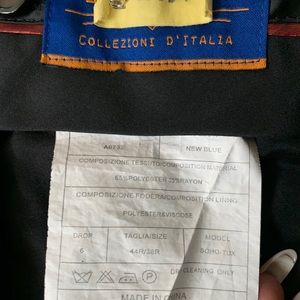 COLLEZIONI D'ITALIA
NEW BLUE
COMPOSIZIONE TESSUTO/COMPOSITION MATERIAL
65%POLYESTER 35%RAYON
COMPOSIZIONE FODERA/COMPOSITION LINING
POLYESTER&VISCOSE
DROP TAGLIA/SIZE MODEL
6 44R/38R SOHO-TUX
DRY CLEANING ONLY
MADE IN CHINA